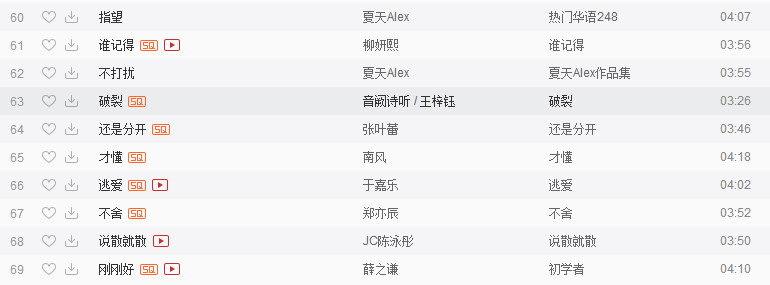 60 指望 夏天Alex 热门华语248 04:07
61 谁记得 SQ 柳妍熙 谁记得 03:56
62 不打扰 夏天Alex 夏天Alex作品集 03:55
63 破裂 SQ 音阙诗听 / 王梓钰 破裂 03:26
64 还是分开 SQ 张叶蕾 还是分开 03:46
65 才懂 SQ 南风 才懂 04:18
66 逃爱 SQ 于嘉乐 逃爱 04:02
67 不舍 SQ 郑亦辰 不舍 03:52
68 说散就散 JC陈泳彤 说散就散 03:50
69 刚刚好 SQ 薛之谦 初学者 04:10